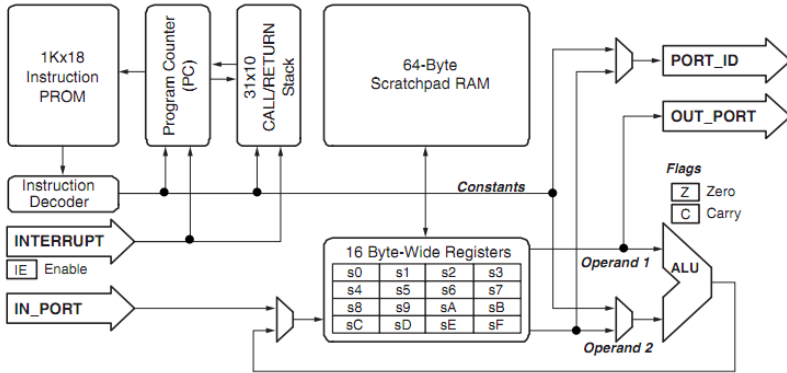 1Kx18
Instruction
PROM
Program Counter
(PC)
31x10
CALL/RETURN
Stack
64-Byte
Scratchpad RAM
PORT_ID
OUT_PORT
Instruction
Decoder
Constants
Flags
Z Zero
C Carry
INTERRUPT
IE Enable
16 Byte-Wide Registers
s0 s1 s2 s3
s4 s5 s6 s7
s8 s9 sA sB
sC sD sE sF
Operand 1
ALU
IN_PORT
Operand 2